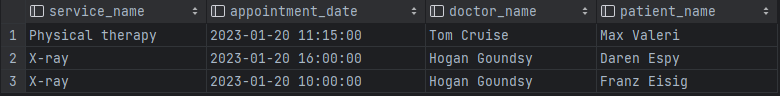 service_name appointment_date doctor_name patient_name
1 Physical therapy 2023-01-20 11:15:00 Tom Cruise Max Valeri
2 X-ray 2023-01-20 16:00:00 Hogan Goundsy Daren Espy
3 X-ray 2023-01-20 10:00:00 Hogan Goundsy Franz Eisig